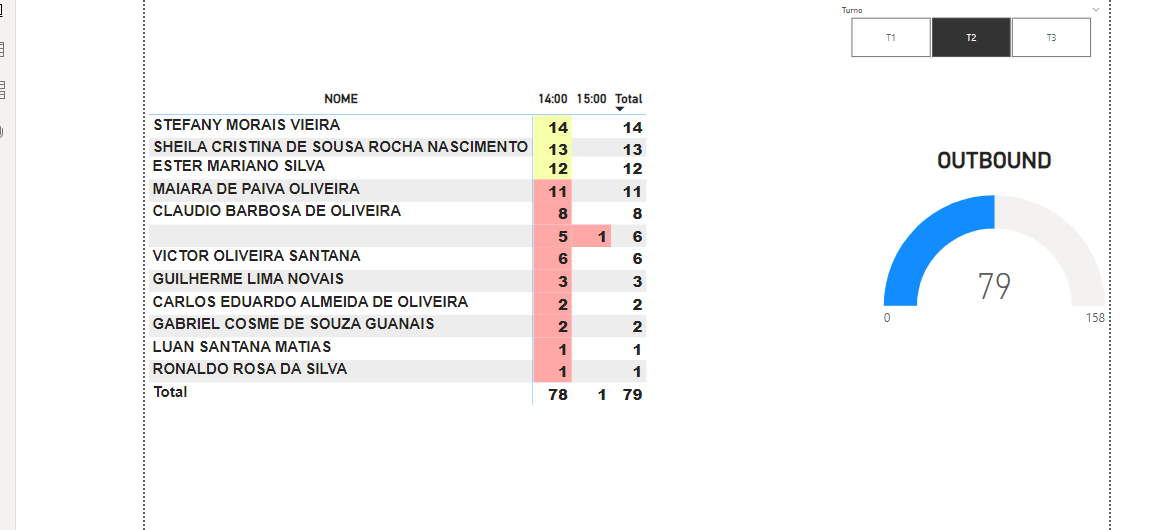 Turno
T1 T2 T3
NOME 14:00 15:00 Total
STEFANY MORAIS VIEIRA 14 14
SHEILA CRISTINA DE SOUSA ROCHA NASCIMENTO 13 13
ESTER MARIANO SILVA 12 12
MAIARA DE PAIVA OLIVEIRA 11 11
CLAUDIO BARBOSA DE OLIVEIRA 8 8
5 1 6
VICTOR OLIVEIRA SANTANA 6 6
GUILHERME LIMA NOVAIS 3 3
CARLOS EDUARDO ALMEIDA DE OLIVEIRA 2 2
GABRIEL COSME DE SOUZA GUANAIS 2 2
LUAN SANTANA MATIAS 1 1
RONALDO ROSA DA SILVA 1 1
Total 78 1 79
OUTBOUND
79
0 158